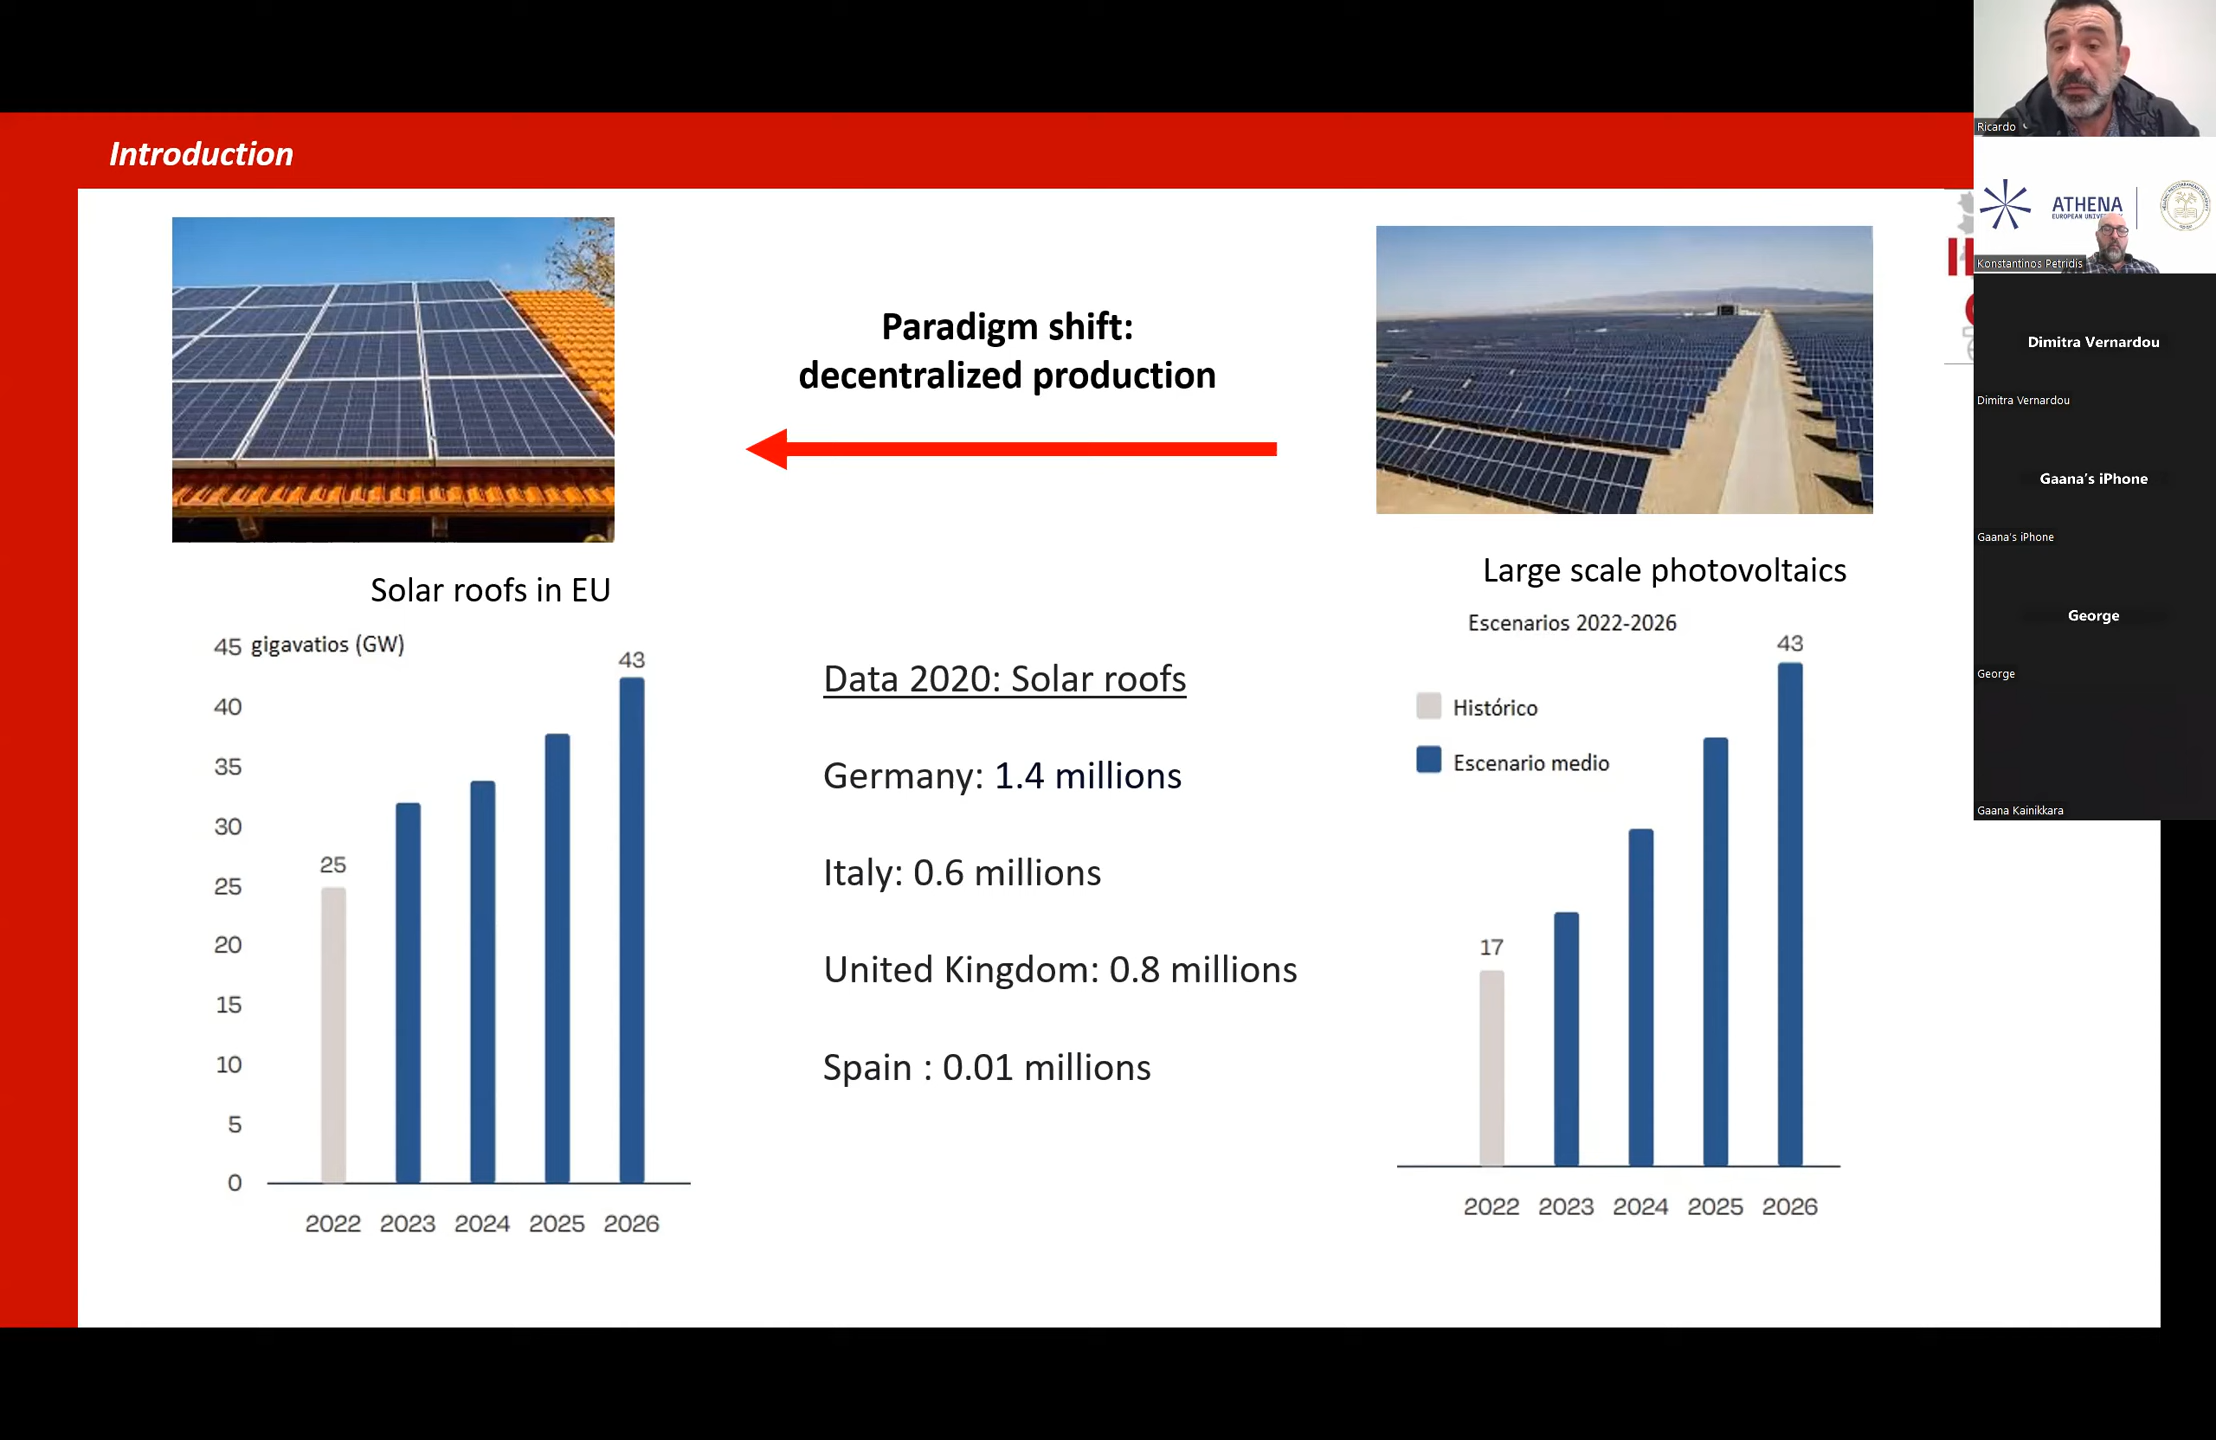 Introduction
Paradigm shift:
decentralized production
Solar roofs in EU
45 gigavatios (GW)
40
35
30
25
20
15
10
5
0
25
43
2022 2023 2024 2025 2026
Data 2020: Solar roofs
Germany: 1.4 millions
Italy: 0.6 millions
United Kingdom: 0.8 millions
Spain : 0.01 millions
Large scale photovoltaics
Escenarios 2022-2026
Histórico
Escenario medio
17
43
2022 2023 2024 2025 2026
Ricardo
ATHENA
EUROPEAN
Konstantinos Petridis
Dimitra Vernardou
Dimitra Vernardou
Gaana's iPhone
Gaana's iPhone
George
George
Gaana Kainikkara